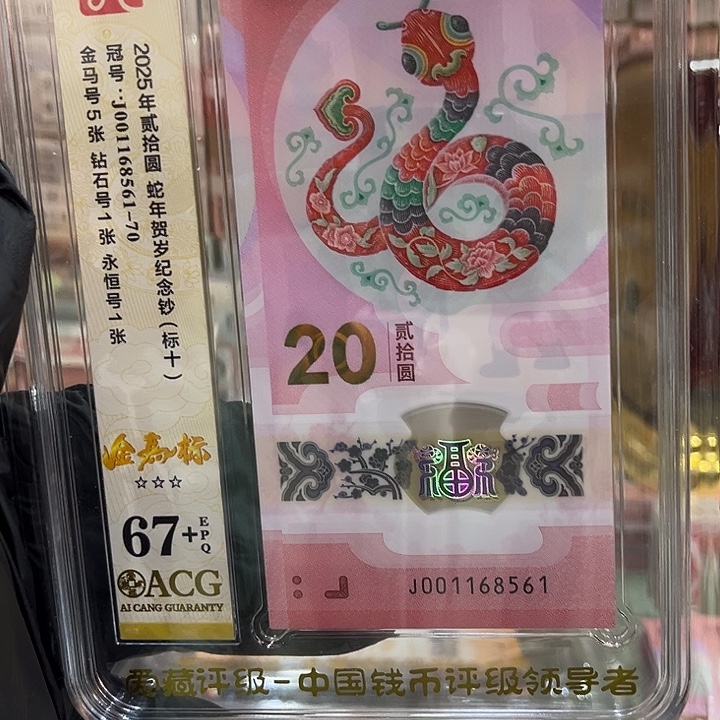 2025年贰拾圆 蛇年贺岁纪念钞（标十）
冠号：J001168561-70
金马号5张 钻石号1张 永恒号1张
金马标
☆☆☆
67+EPQ
ACG
AI CANG GUARANTY
20 贰拾圆
福
J001168561
爱藏评级-中国钱币评级领导者